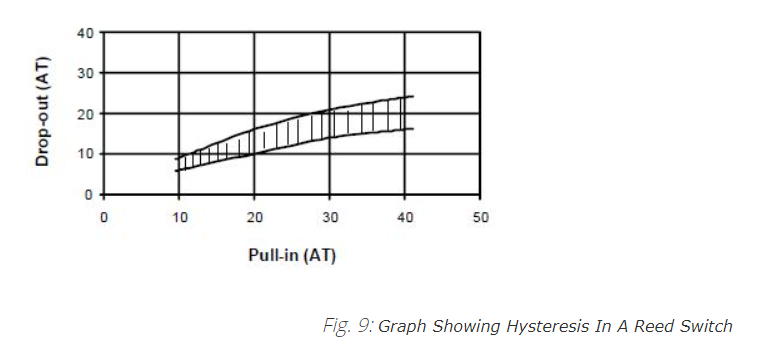 Drop-out (AT)
40
30
20
10
0
0 10 20 30 40 50
Pull-in (AT)
Fig. 9: Graph Showing Hysteresis In A Reed Switch